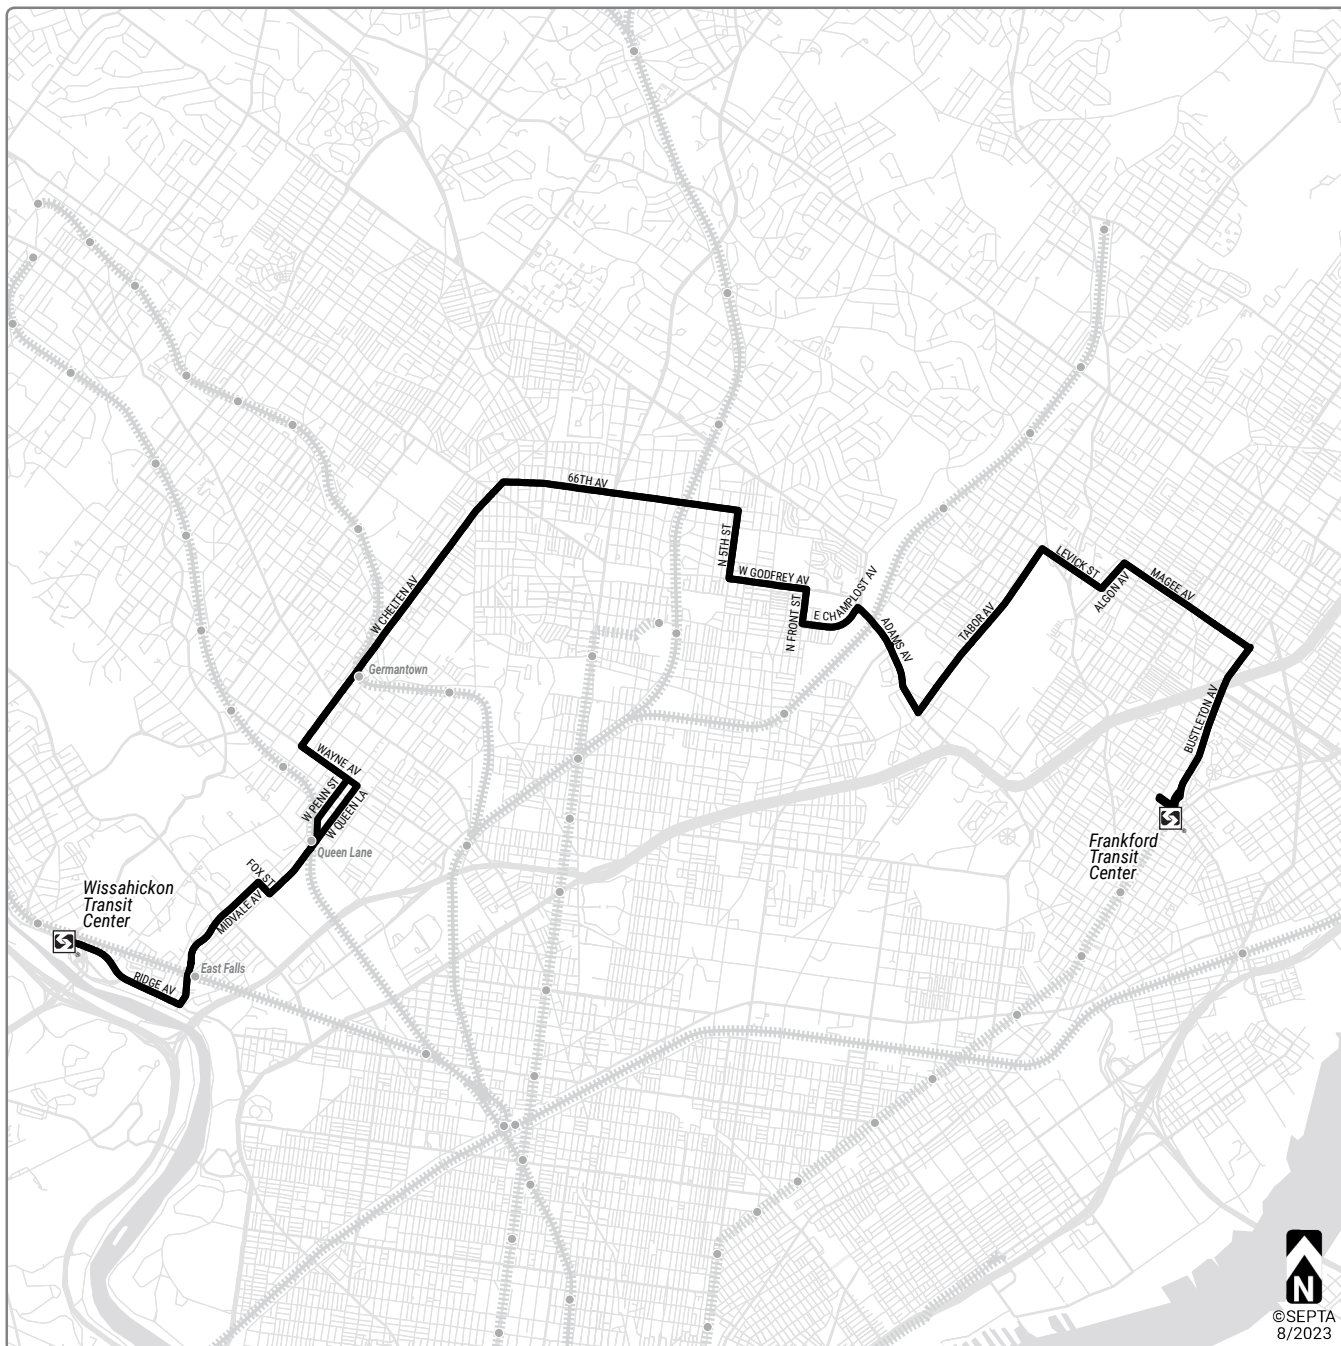 66TH AV
N 5TH ST
W GODFREY AV
N FRONT ST
E CHAMPLOST AV
ADAMS AV
TABOR AV
LEVICK ST
ALGON AV
MAGEE AV
BUSTLETON AV
W CHELTEN AV
Germantown
WAYNE AV
W PENN ST
W QUEEN LA
Queen Lane
FOX ST
MIDVALE AV
East Falls
RIDGE AV
Wissahickon
Transit
Center
Frankford
Transit
Center
N
©SEPTA
8/2023